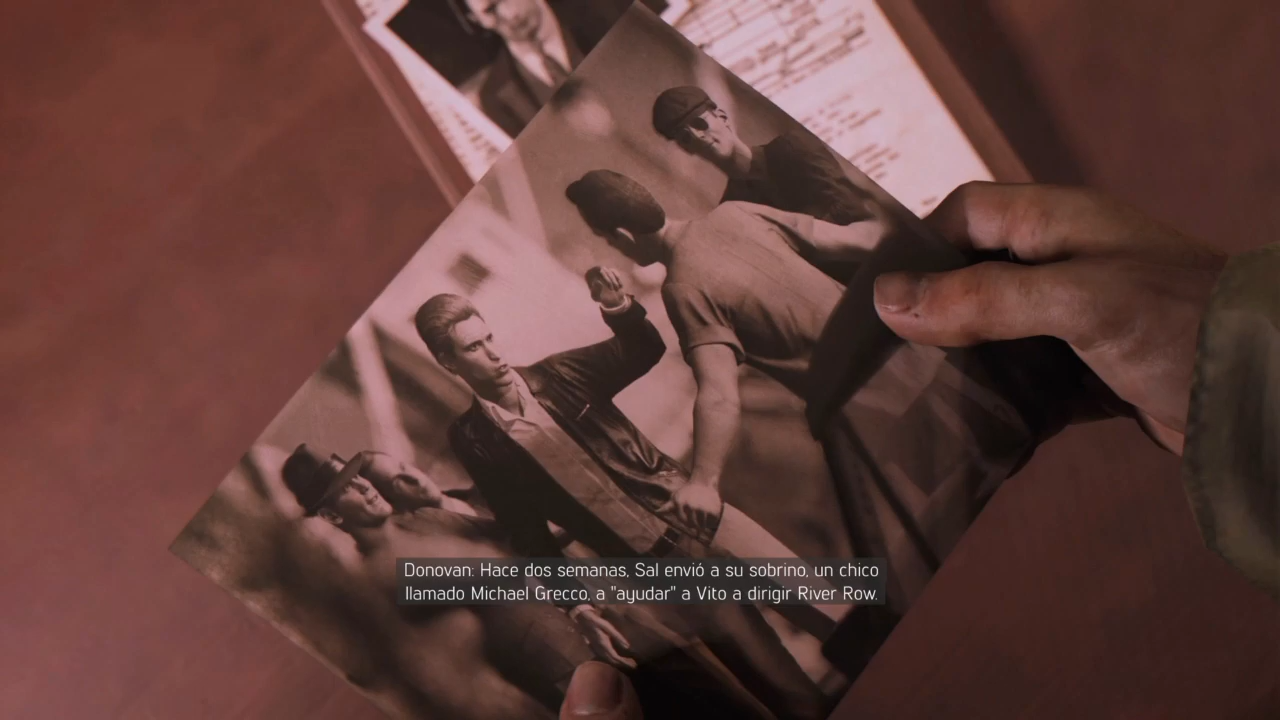 Donovan: Hace dos semanas, Sal envió a su sobrino, un chico
llamado Michael Grecco, a "ayudar" a Vito a dirigir River Row.